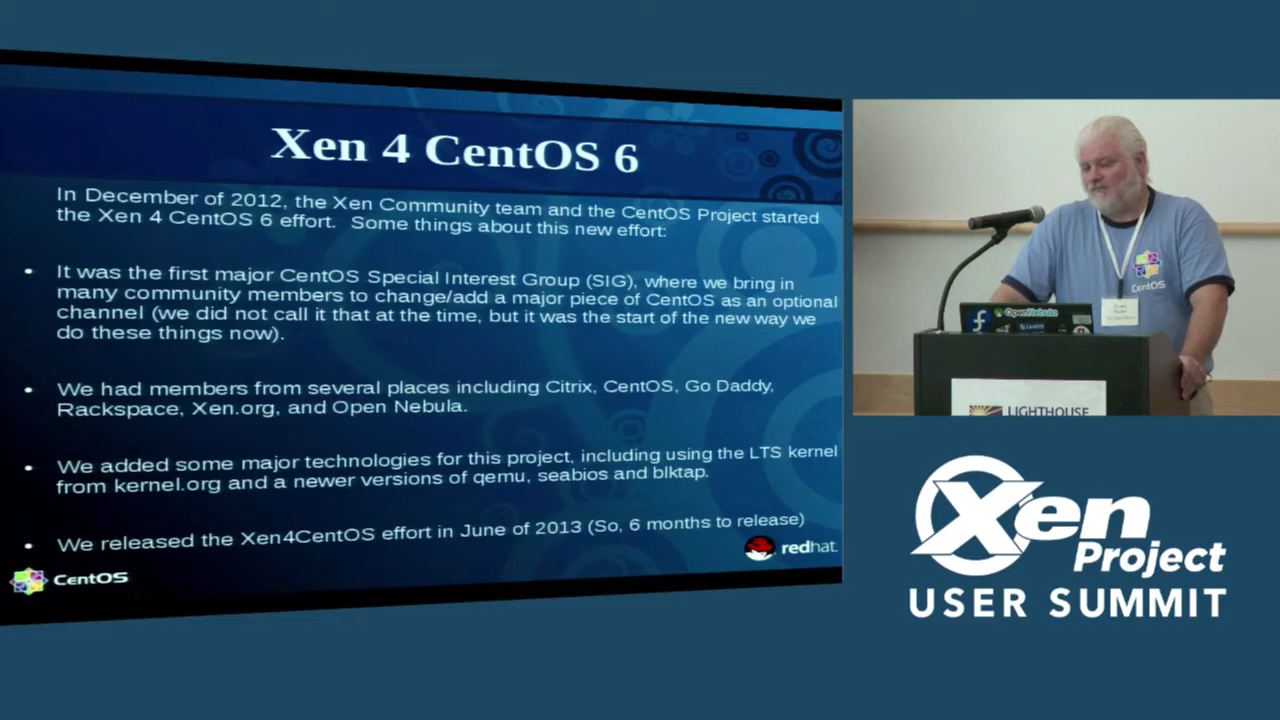 Xen 4 CentOS 6
In December of 2012, the Xen Community team and the CentOS Project started
the Xen 4 CentOS 6 effort. Some things about this new effort:
• It was the first major CentOS Special Interest Group (SIG), where we bring in
many community members to change/add a major piece of CentOS as an optional
channel (we did not call it that at the time, but it was the start of the new way we
do these things now).
• We had members from several places including Citrix, CentOS, Go Daddy,
Rackspace, Xen.org, and Open Nebula.
• We added some major technologies for this project, including using the LTS kernel
from kernel.org and a newer versions of qemu, seabios and blktap.
• We released the Xen4CentOS effort in June of 2013 (So, 6 months to release)
redhat.
CentOS
CentOS
OpenNebula
LIGHTHOUSE
Xen
Project
USER SUMMIT